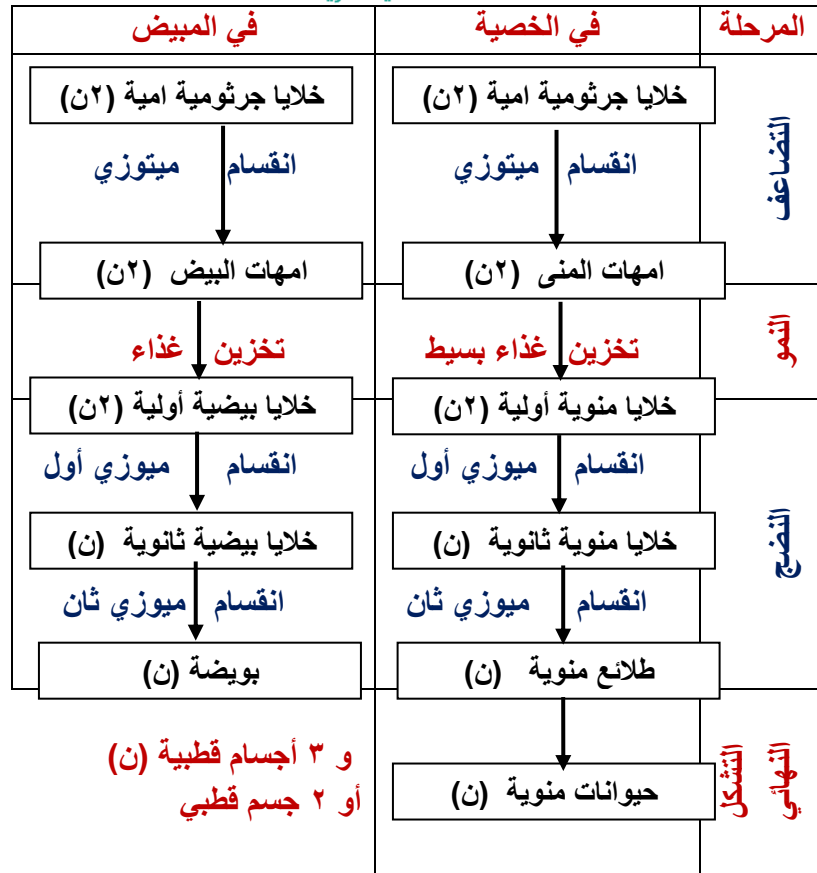 المرحلة في الخصية في المبيض
التضاعف
خلايا جرثومية امية (٢ن) خلايا جرثومية امية (٢ن)
انقسام ميتوزي انقسام ميتوزي
امهات المنى (٢ن) امهات البيض (٢ن)
النمو
تخزين غذاء بسيط تخزين غذاء
خلايا منوية أولية (٢ن) خلايا بيضية أولية (٢ن)
النضج
انقسام ميوزي أول انقسام ميوزي أول
خلايا منوية ثانوية (ن) خلايا بيضية ثانوية (ن)
انقسام ميوزي ثان انقسام ميوزي ثان
طلائع منوية (ن) بويضة (ن)
التشكل
النهائي
و ٣ أجسام قطبية (ن)
حيوانات منوية (ن) أو ٢ جسم قطبي